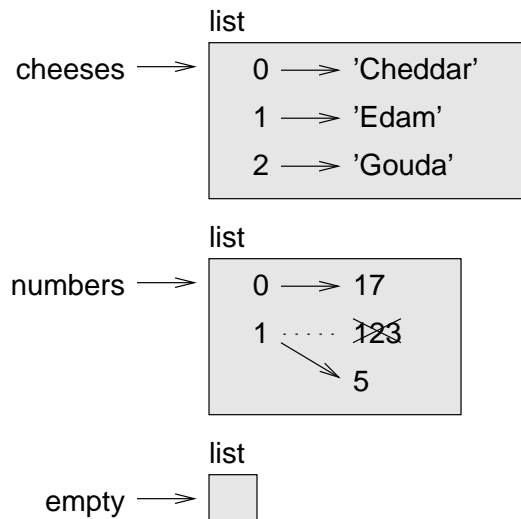 list
cheeses 0 ’Cheddar’
1 ’Edam’
2 ’Gouda’
list
numbers 0 17
1 123
5
list
empty